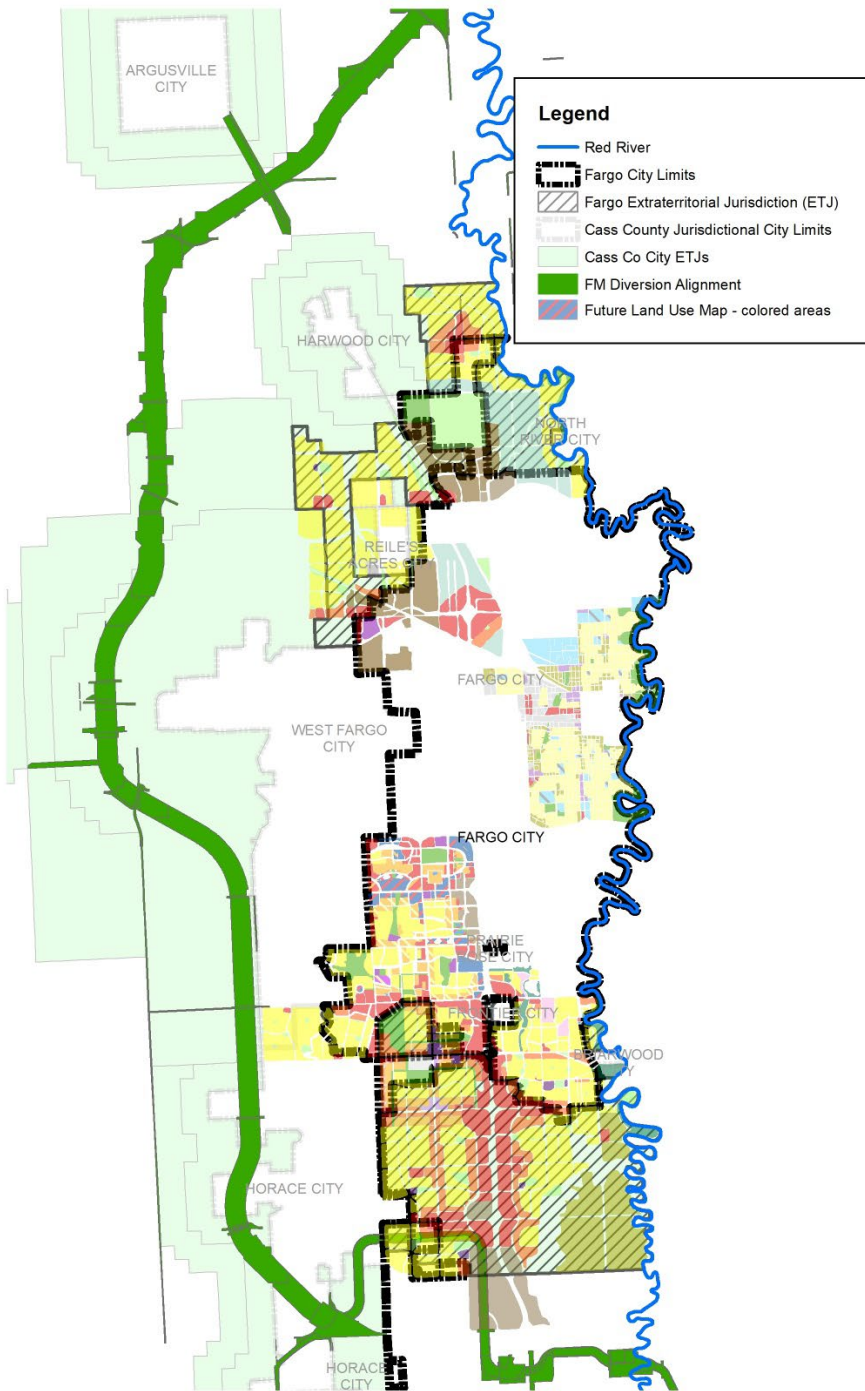 ARGUSVILLE
CITY
Legend
Red River
Fargo City Limits
Fargo Extraterritorial Jurisdiction (ETJ)
Cass County Jurisdictional City Limits
Cass Co City ETJs
FM Diversion Alignment
Future Land Use Map - colored areas
HARWOOD CITY
NORTH
RIVER CITY
REILE'S
ACRES
FARGO CITY
WEST FARGO
CITY
FARGO CITY
PRAIRIE
ROSE CITY
FRONTIER CITY
BRIARWOOD
CITY
HORACE CITY
HORACE
CITY